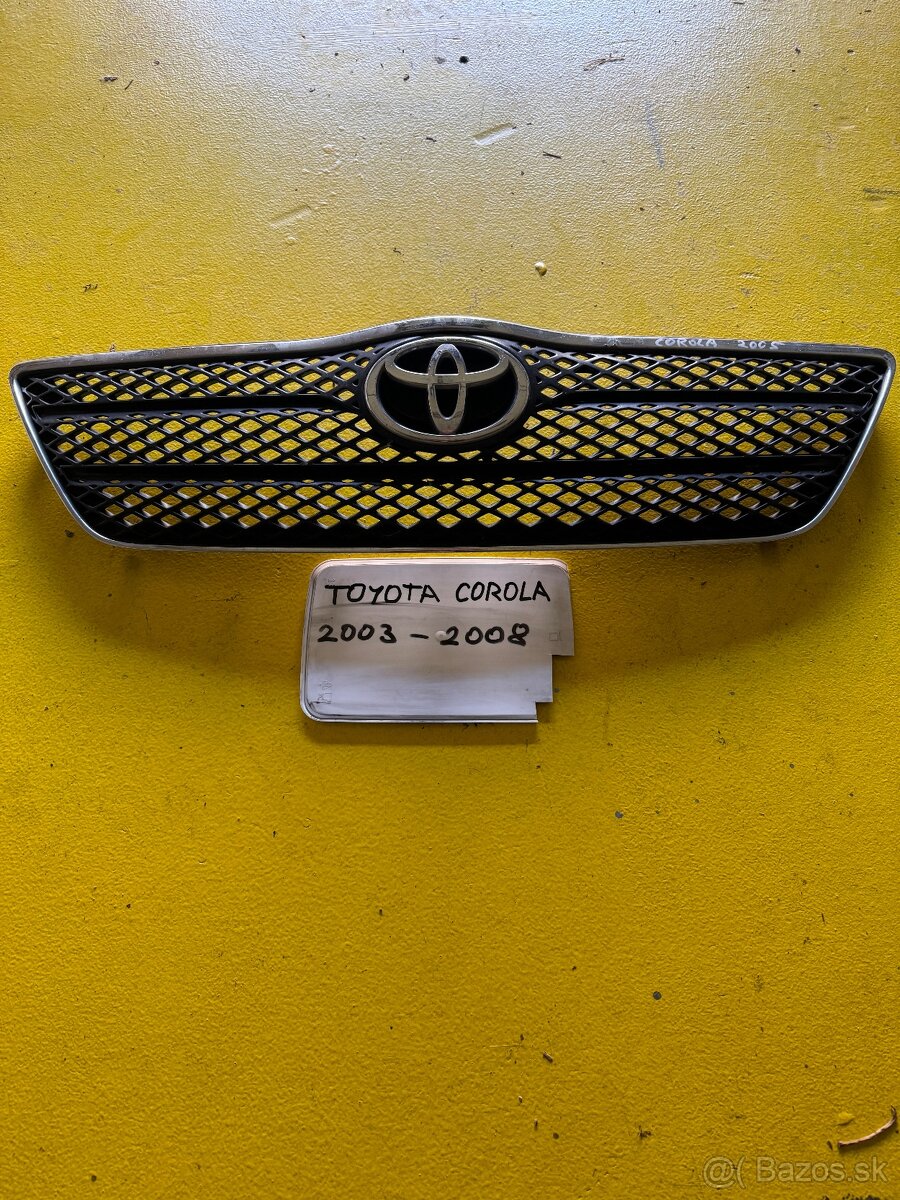 COROLA 2005
TOYOTA COROLA
2003 - 2008
@( Bazos.sk